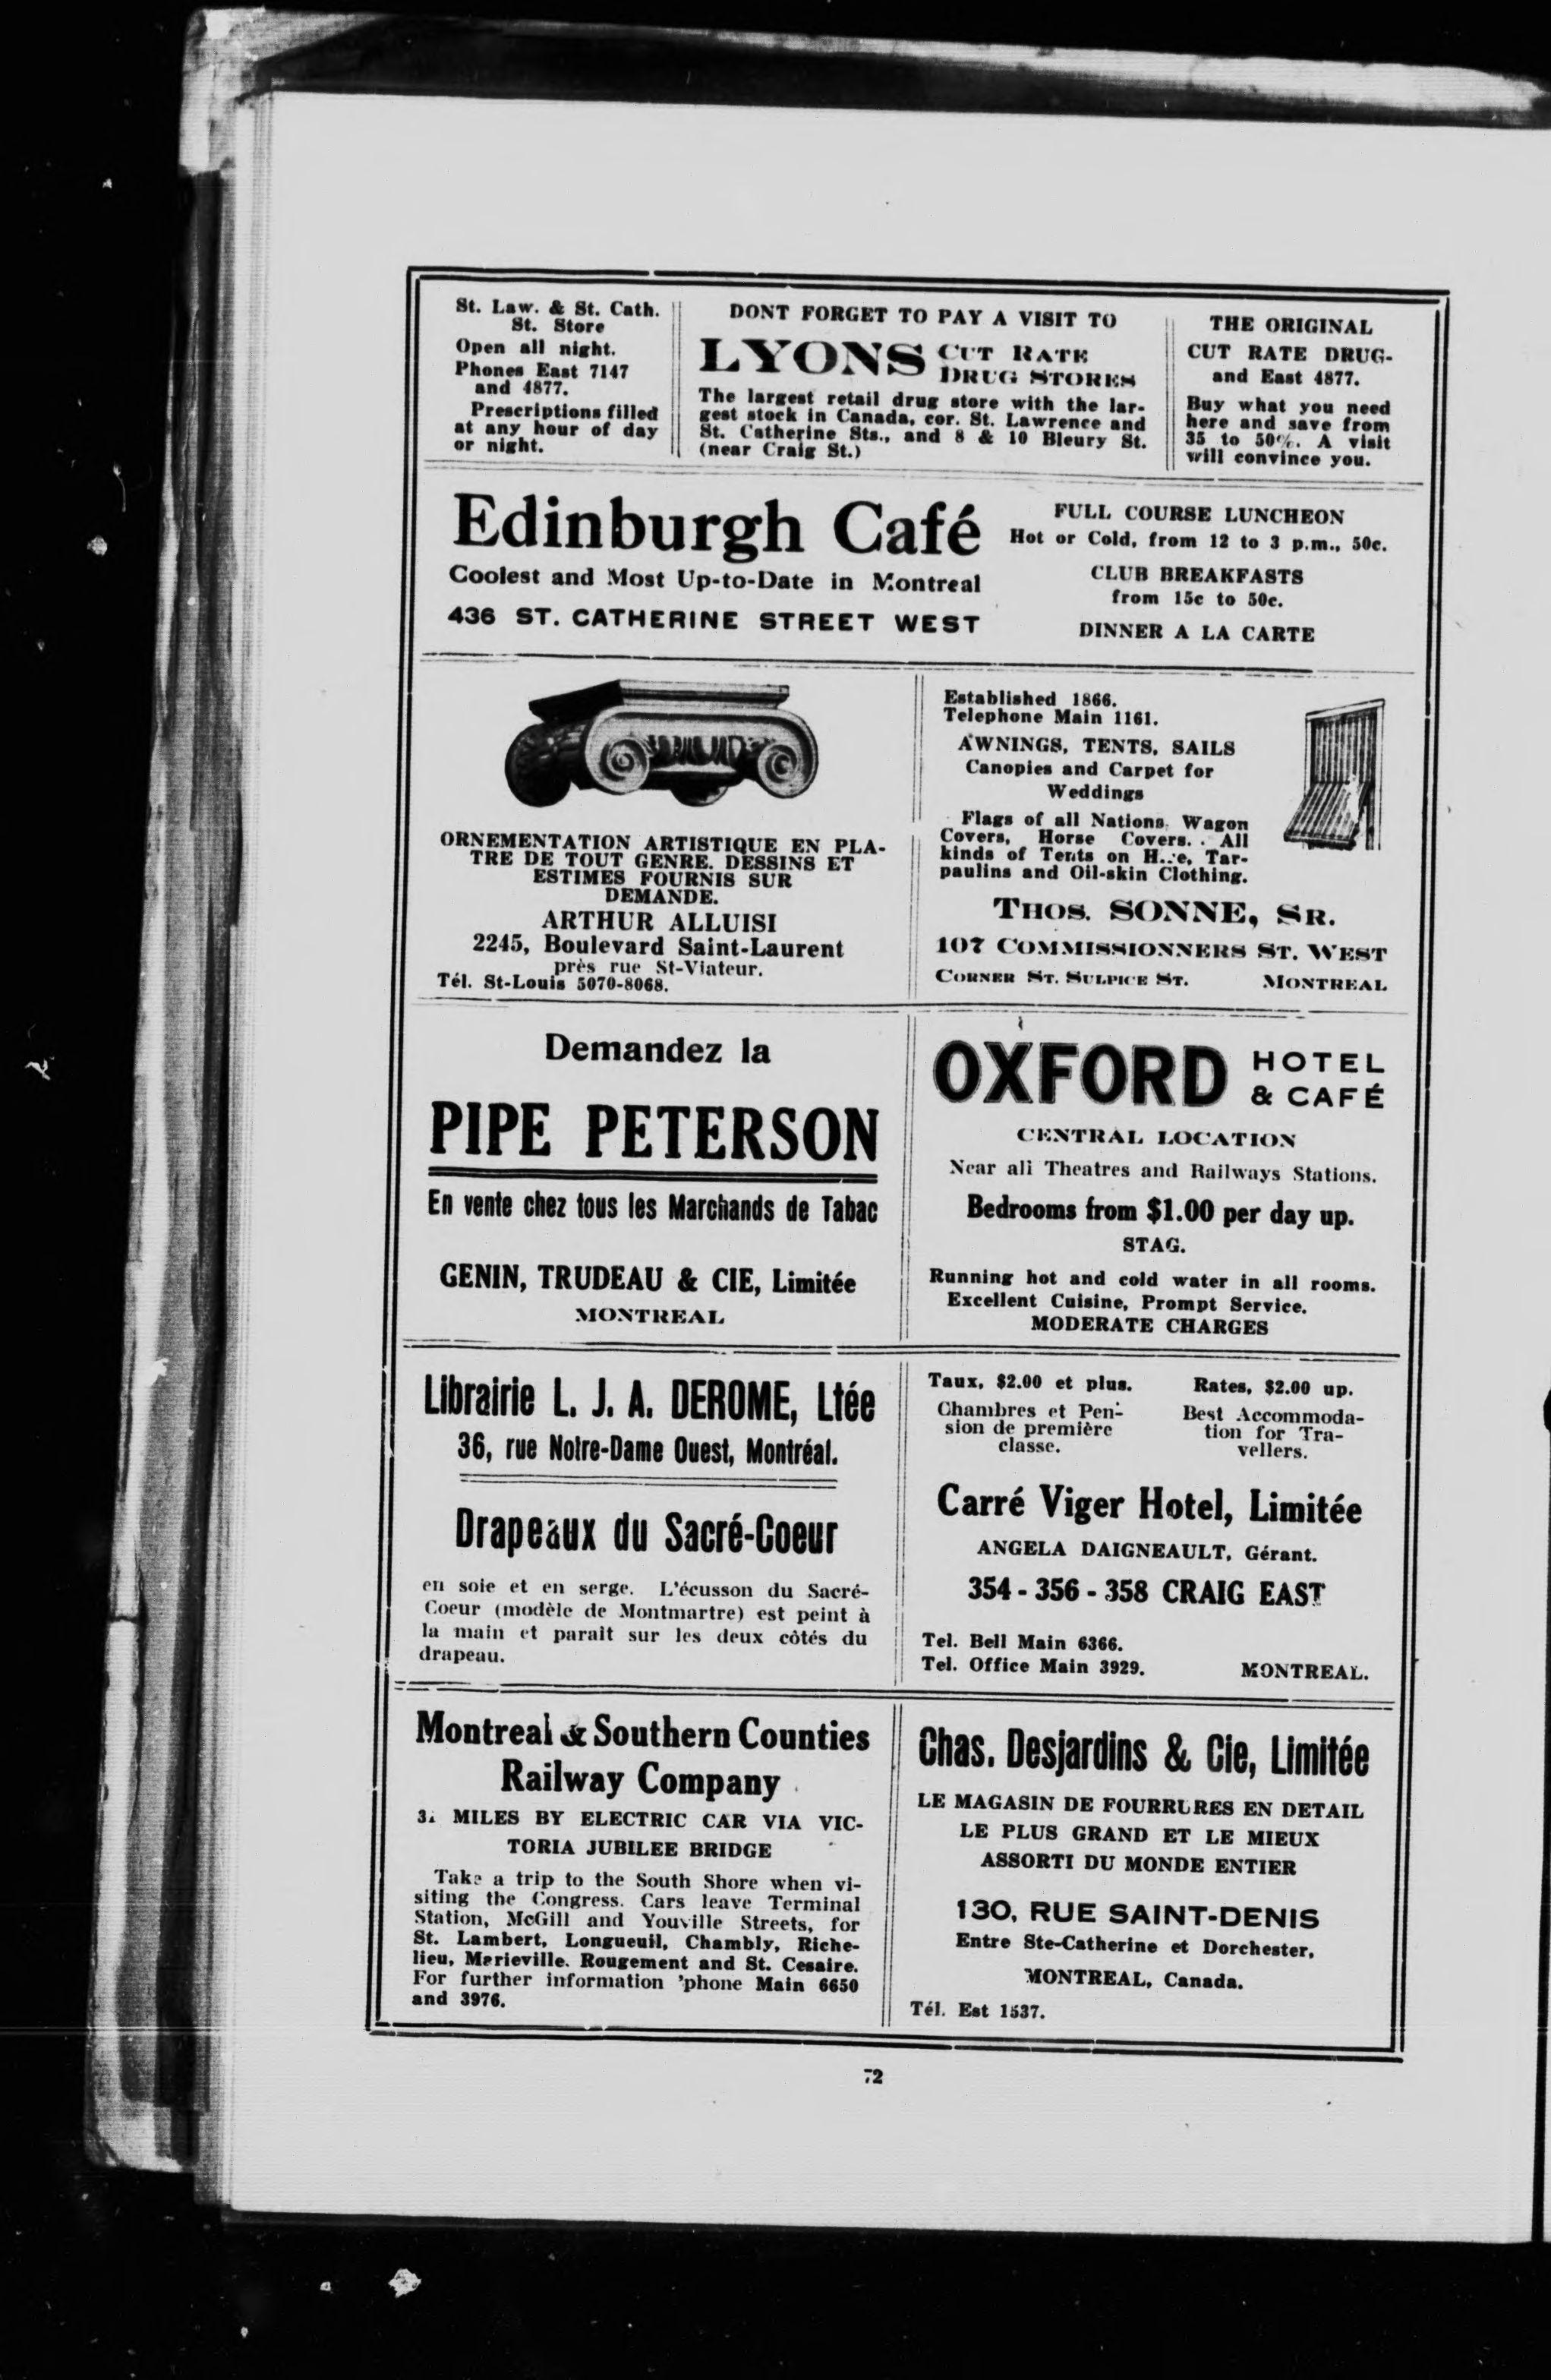 St. Law. & St. Cath.
St. Store
Open all night.
Phones East 7147
and 4877.
Prescriptions filled
at any hour of day
or night.
DONT FORGET TO PAY A VISIT TO
LYONS CUT RATE
DRUG STORES
The largest retail drug store with the lar-
gest stock in Canada, cor. St. Lawrence and
St. Catherine Sts., and 8 & 10 Bleury St.
(near Craig St.)
THE ORIGINAL
CUT RATE DRUG-
and East 4877.
Buy what you need
here and save from
35 to 50%. A visit
will convince you.
Edinburgh Café
Coolest and Most Up-to-Date in Montreal
436 ST. CATHERINE STREET WEST
FULL COURSE LUNCHEON
Hot or Cold, from 12 to 3 p.m., 50c.
CLUB BREAKFASTS
from 15c to 50c.
DINNER A LA CARTE
ORNEMENTATION ARTISTIQUE EN PLA-
TRE DE TOUT GENRE. DESSINS ET
ESTIMES FOURNIS SUR
DEMANDE.
ARTHUR ALLUISI
2245, Boulevard Saint-Laurent
près rue St-Viateur.
Tél. St-Louis 5070-8068.
Established 1866.
Telephone Main 1161.
AWNINGS, TENTS, SAILS
Canopies and Carpet for
Weddings
Flags of all Nations, Wagon
Covers, Horse Covers. . All
kinds of Tents on Tar-
paulins and Oil-skin Clothing.
THOS. SONNE, SR.
107 COMMISSIONNERS ST. WEST
CORNER ST. SULPICE ST. MONTREAL
Demandez la
PIPE PETERSON
En vente chez tous les Marchands de Tabac
GENIN, TRUDEAU & CIE, Limitée
MONTREAL
OXFORD HOTEL
& CAFÉ
CENTRAL LOCATION
Near all Theatres and Railways Stations.
Bedrooms from $1.00 per day up.
STAG.
Running hot and cold water in all rooms.
Excellent Cuisine, Prompt Service.
MODERATE CHARGES
Librairie L. J. A. DEROME, Ltée
36, rue Notre-Dame Ouest, Montréal.
Drapeaux du Sacré-Coeur
en soie et en serge. L'écusson du Sacré-
Coeur (modèle de Montmartre) est peint à
la main et parait sur les deux côtés du
drapeau.
Taux, $2.00 et plus.
Chambres et Pen-
sion de première
classe.
Rates, $2.00 up.
Best Accommoda-
tion for Tra-
vellers.
Carré Viger Hotel, Limitée
ANGELA DAIGNEAULT, Gérant.
354 - 356 - 358 CRAIG EAST
Tel. Bell Main 6366.
Tel. Office Main 3929. MONTREAL.
Montreal & Southern Counties
Railway Company
MILES BY ELECTRIC CAR VIA VIC-
TORIA JUBILEE BRIDGE
Take a trip to the South Shore when vi-
siting the Congress. Cars leave Terminal
Station, McGill and Youville Streets, for
St. Lambert, Longueuil, Chambly, Riche-
lieu, Marieville. Rougement and St. Cesaire.
For further information 'phone Main 6650
and 3976.
Chas. Desjardins & Cie, Limitée
LE MAGASIN DE FOURRURES EN DETAIL
LE PLUS GRAND ET LE MIEUX
ASSORTI DU MONDE ENTIER
130, RUE SAINT-DENIS
Entre Ste-Catherine et Dorchester,
MONTREAL, Canada.
Tél. Est 1537.
72